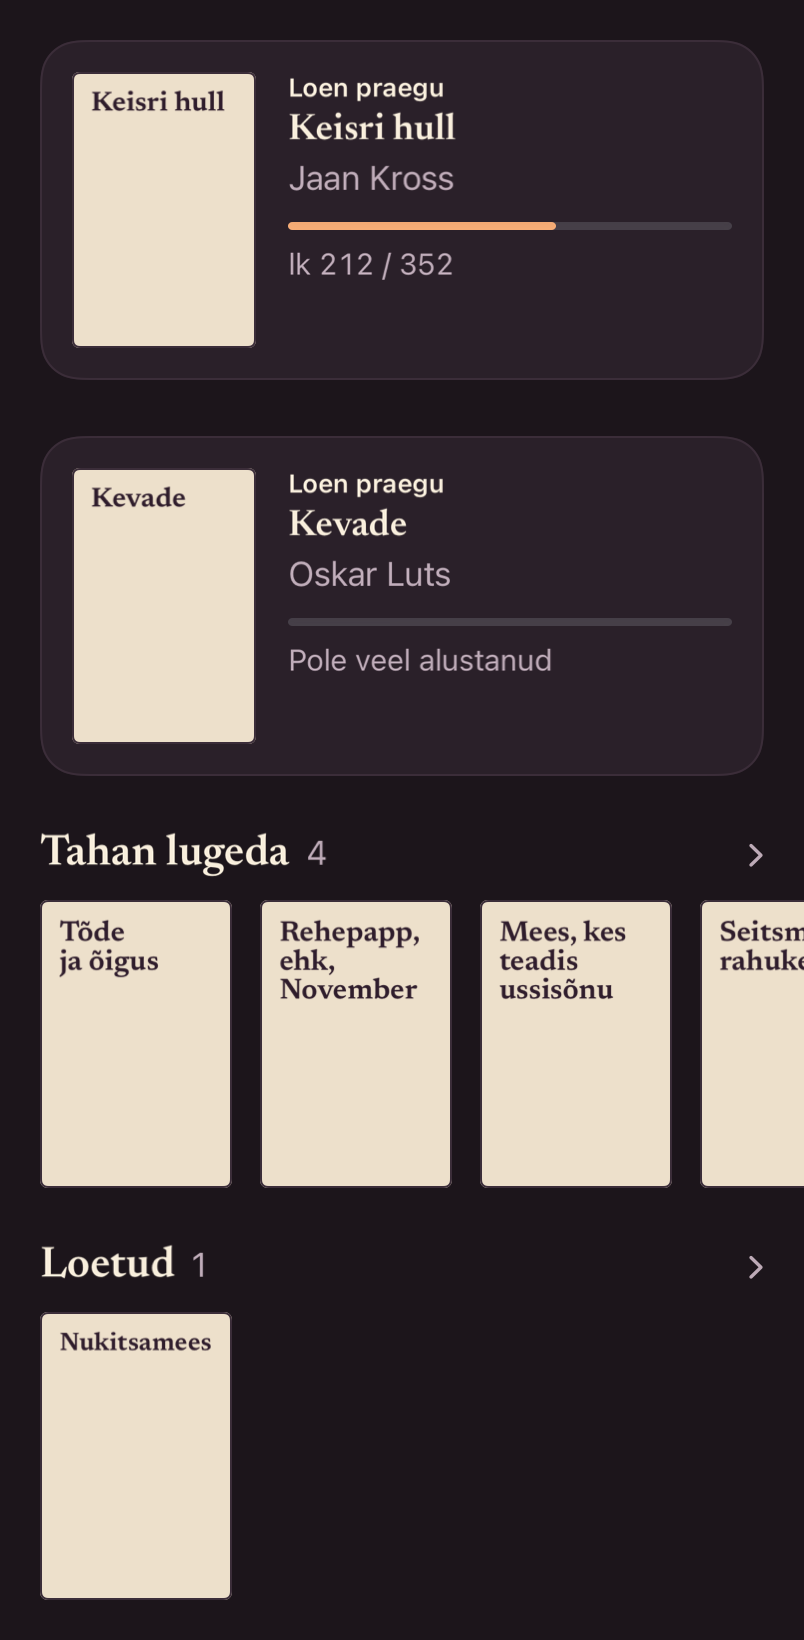 Keisri hull
Loen praegu
Keisri hull
Jaan Kross
lk 212 / 352
Kevade
Loen praegu
Kevade
Oskar Luts
Pole veel alustanud
Tahan lugeda 4
Tõde
ja õigus
Rehepapp,
ehk,
November
Mees, kes
teadis
ussisõnu
Loetud 1
Nukitsamees